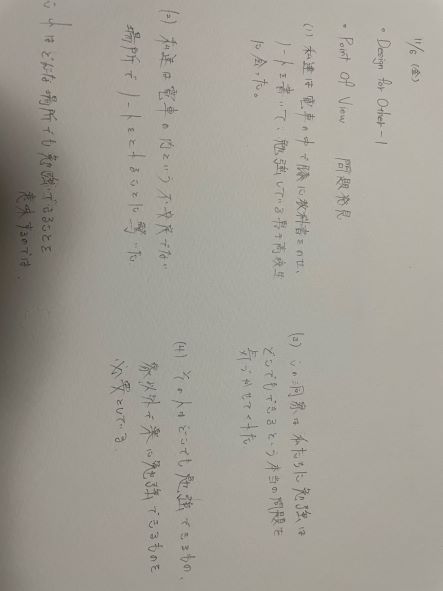 11/6 (金)
• Design for Other-1
• Point Of View 問題発見
(1) 私達は電車の中で膝に教科書をのせ、
ノートを書いて、勉強している男子高校生
に会った。
(2) 私達は電車の内という不安定でない
場所でノートをとることに驚いた
これはどんな場所でも勉強できることを
意味するのでは、
(3) この洞察は私たちに勉強は
どこでもできるという本当の問題を
気づかせてくれた
(4) その人はどこでも勉強できるもの、
家以外で楽に勉強できるものを
必要としている。